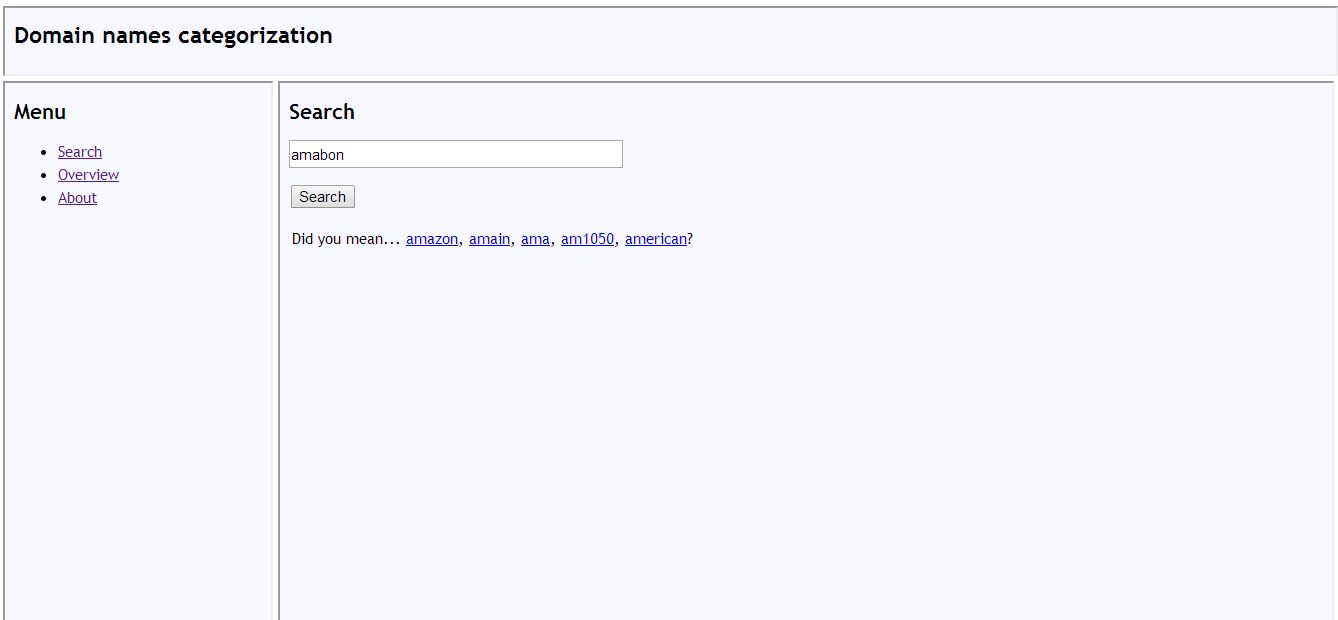 Domain names categorization
Menu
Search
Overview
About
Search
amabon
Search
Did you mean... amazon, amain, ama, am1050, american?